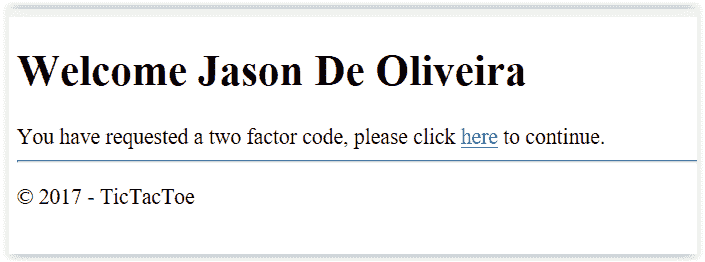 Welcome Jason De Oliveira
You have requested a two factor code, please click here to continue.
© 2017 - TicTacToe